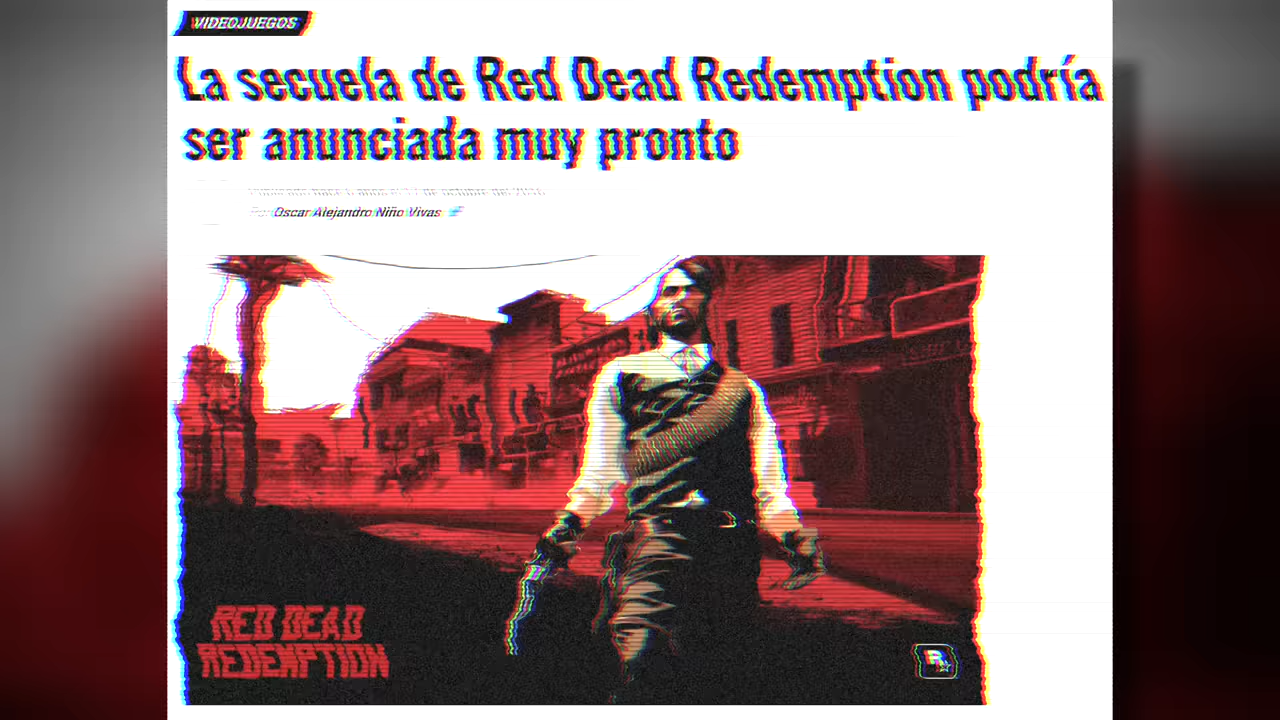 VIDEOJUEGOS
La secuela de Red Dead Redemption podría
ser anunciada muy pronto
Por Oscar Alejandro Niño Vivas
RED DEAD
REDEMPTION
R